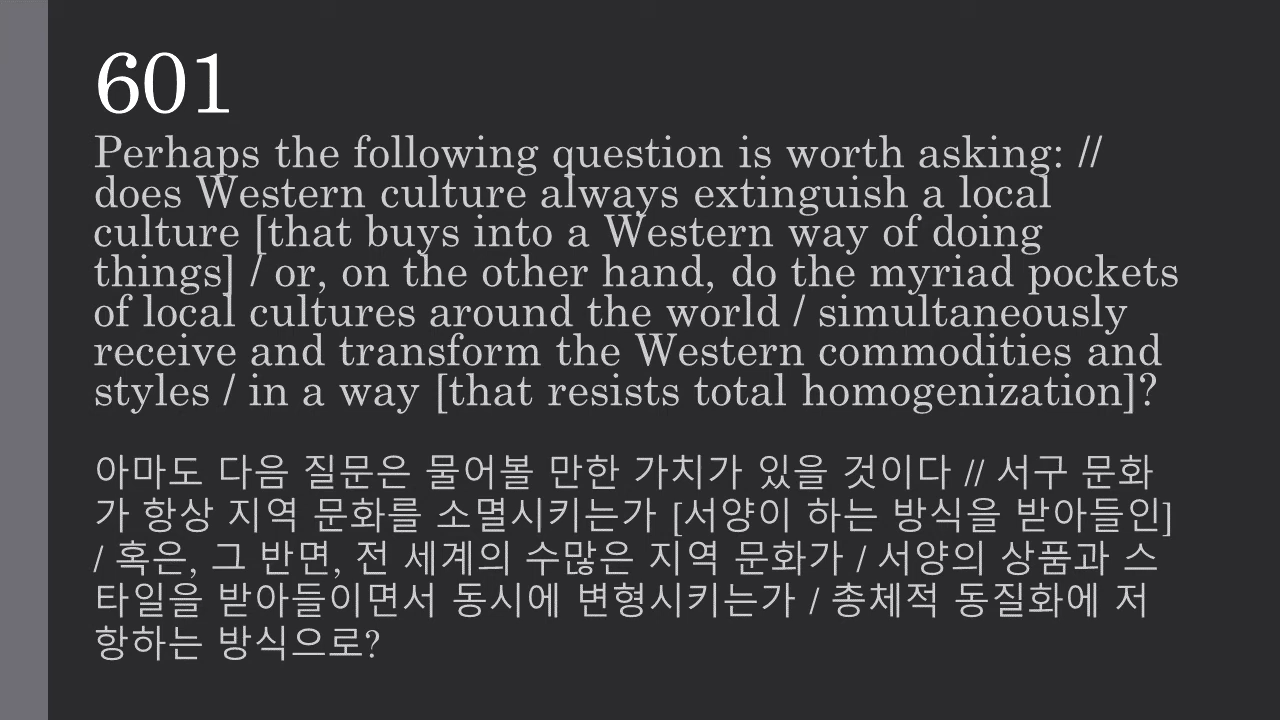 601
Perhaps the following question is worth asking: //
does Western culture always extinguish a local
culture [that buys into a Western way of doing
things] / or, on the other hand, do the myriad pockets
of local cultures around the world / simultaneously
receive and transform the Western commodities and
styles / in a way [that resists total homogenization]?
아마도 다음 질문은 물어볼 만한 가치가 있을 것이다 // 서구 문화
가 항상 지역 문화를 소멸시키는가 [서양이 하는 방식을 받아들인]
/ 혹은, 그 반면, 전 세계의 수많은 지역 문화가 / 서양의 상품과 스
타일을 받아들이면서 동시에 변형시키는가 / 총체적 동질화에 저
항하는 방식으로?